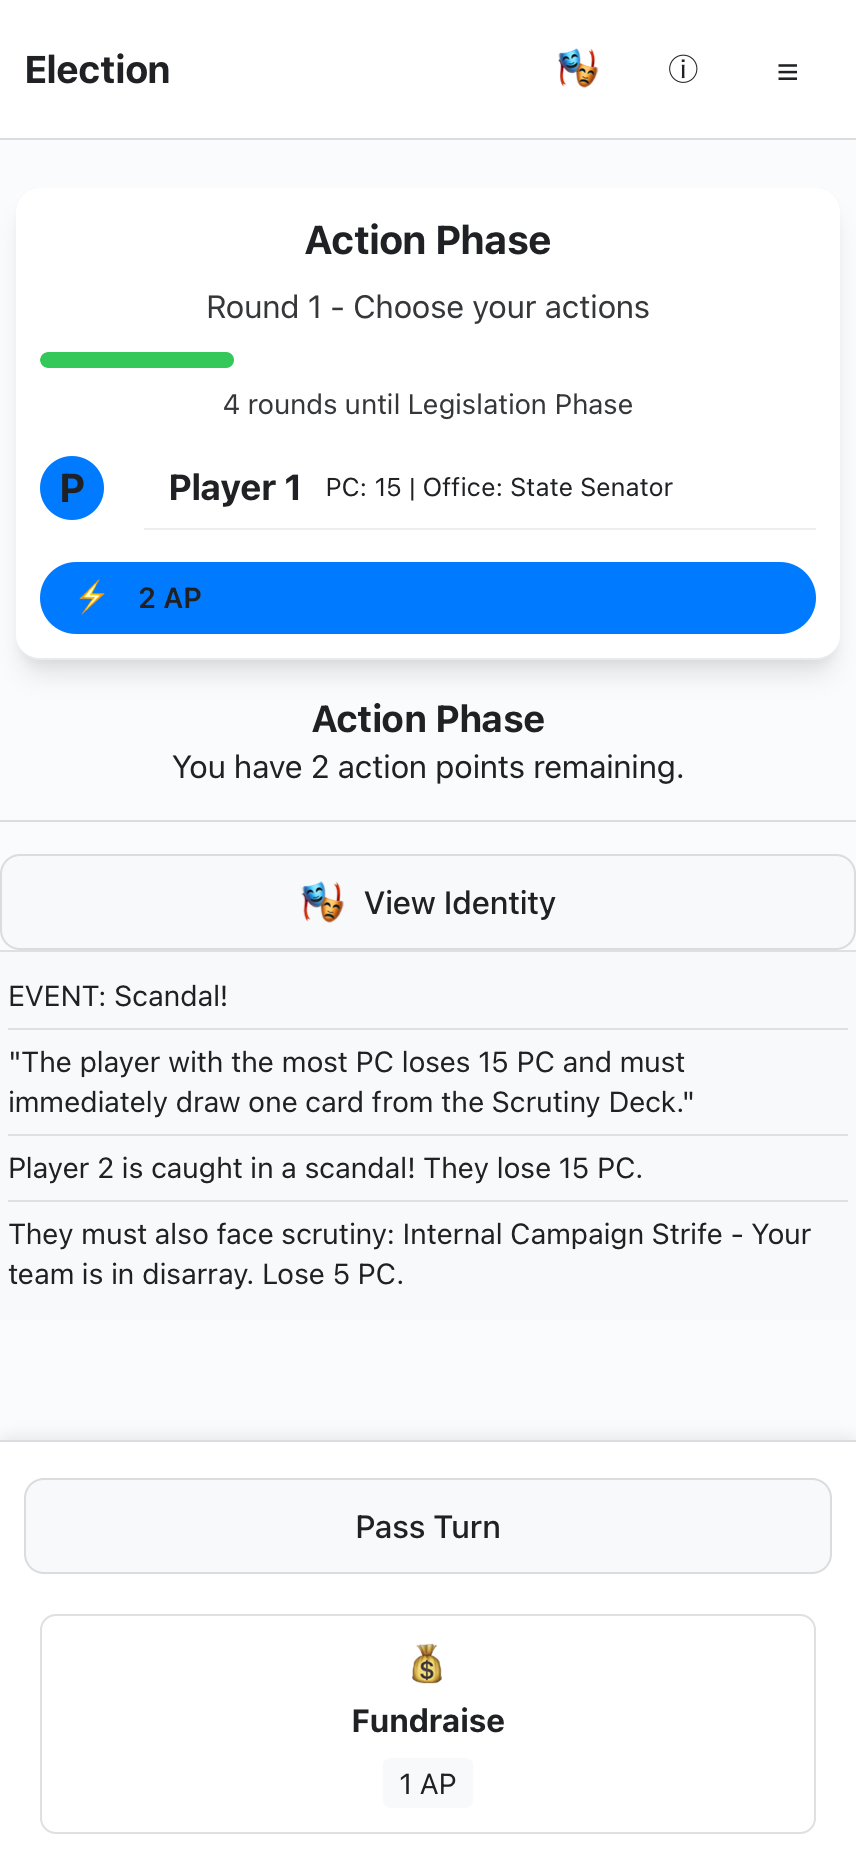 Election
ⓘ
≡
Action Phase
Round 1 - Choose your actions
4 rounds until Legislation Phase
P
Player 1 PC: 15 | Office: State Senator
⚡ 2 AP
Action Phase
You have 2 action points remaining.
View Identity
EVENT: Scandal!
"The player with the most PC loses 15 PC and must
immediately draw one card from the Scrutiny Deck."
Player 2 is caught in a scandal! They lose 15 PC.
They must also face scrutiny: Internal Campaign Strife - Your
team is in disarray. Lose 5 PC.
Pass Turn
Fundraise
1 AP